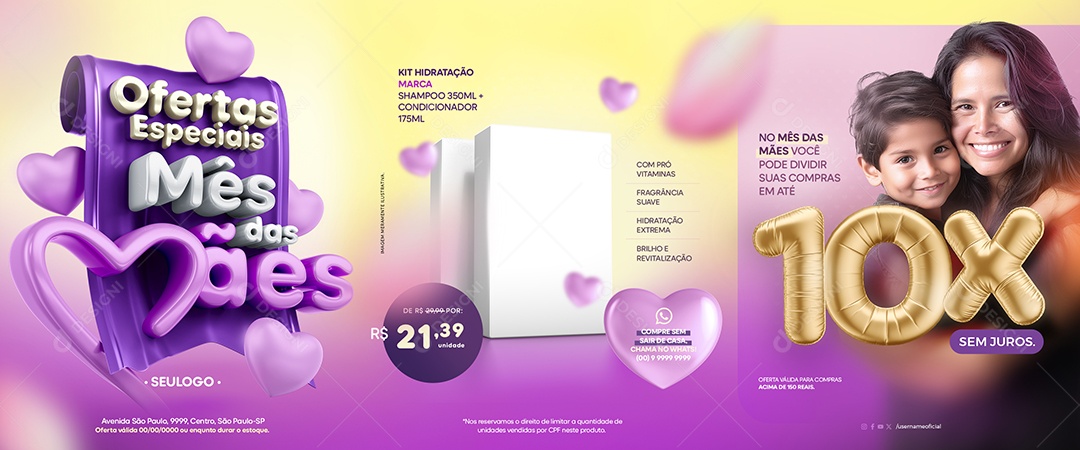 Ofertas
Especiais
Mês
das
Mães
• SEULOGO •
Avenida São Paulo, 9999, Centro, São Paulo-SP
Oferta válida 00/00/0000 ou enqunto durar o estoque.
KIT HIDRATAÇÃO
MARCA
SHAMPOO 350ML +
CONDICIONADOR
175ML
IMAGEM MERAMENTE ILUSTRATIVA.
COM PRÓ
VITAMINAS
FRAGRÂNCIA
SUAVE
HIDRATAÇÃO
EXTREMA
BRILHO E
REVITALIZAÇÃO
DE R$ 29,99 POR:
R$ 21,39
unidade
COMPRE SEM
SAIR DE CASA,
CHAMA NO WHATS:
(00) 9 9999 9999
*Nos reservamos o direito de limitar a quantidade de
unidades vendidas por CPF neste produto.
NO MÊS DAS
MÃES VOCÊ
PODE DIVIDIR
SUAS COMPRAS
EM ATÉ
10X
SEM JUROS.
OFERTA VÁLIDA PARA COMPRAS
ACIMA DE 150 REAIS.
/usernameoficial